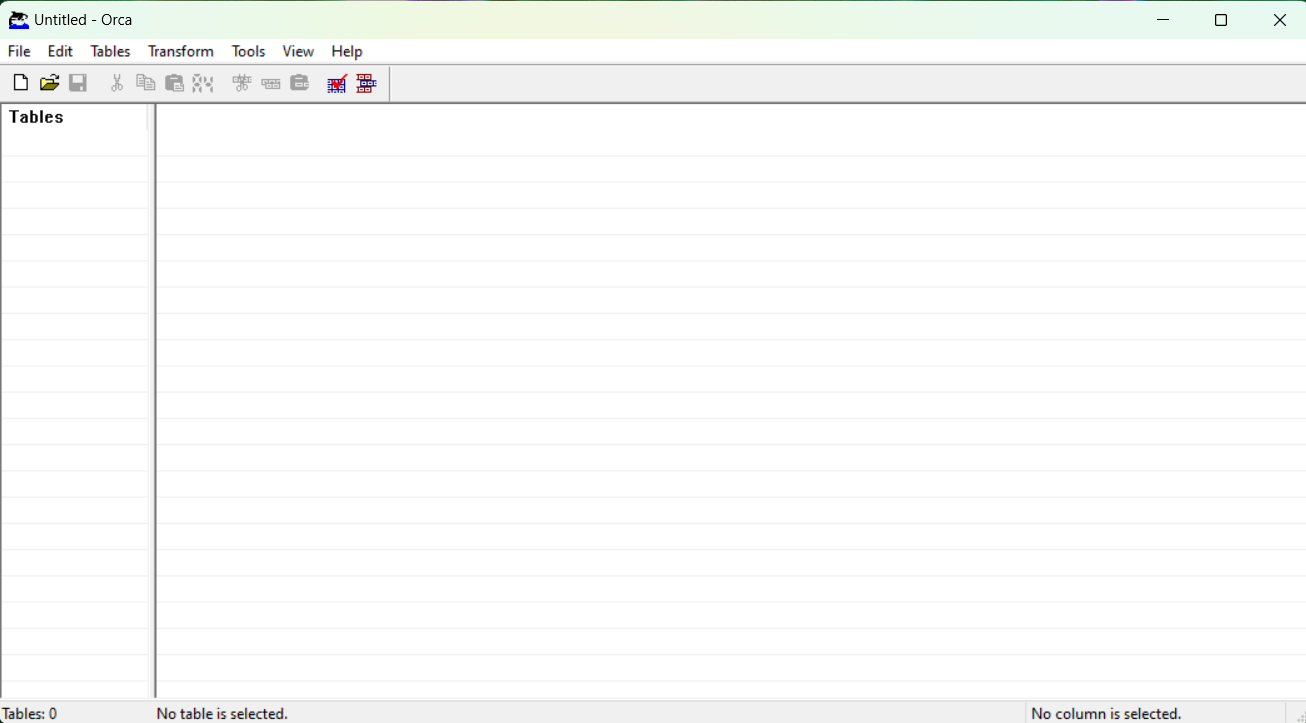 Untitled - Orca
File Edit Tables Transform Tools View Help
Tables
Tables: 0 No table is selected. No column is selected.